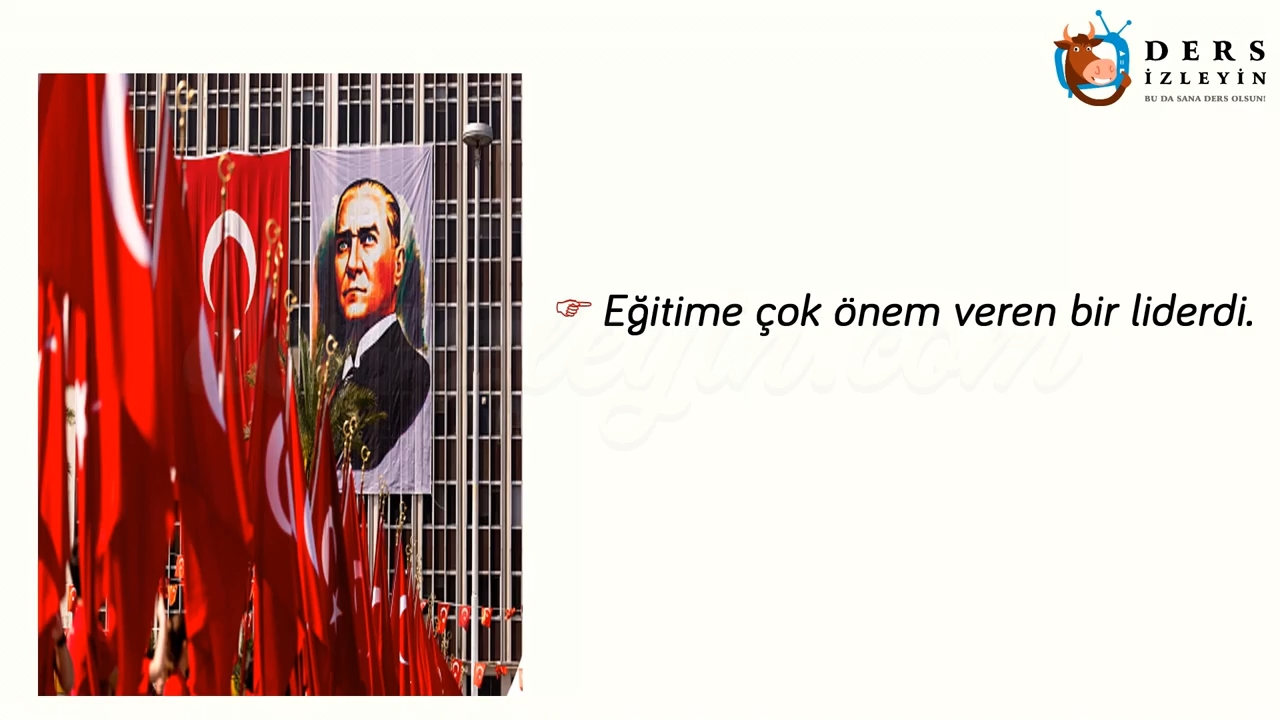 DERS
İZLEYİN
BU DA SANA DERS OLSUN!
Eğitime çok önem veren bir liderdi.